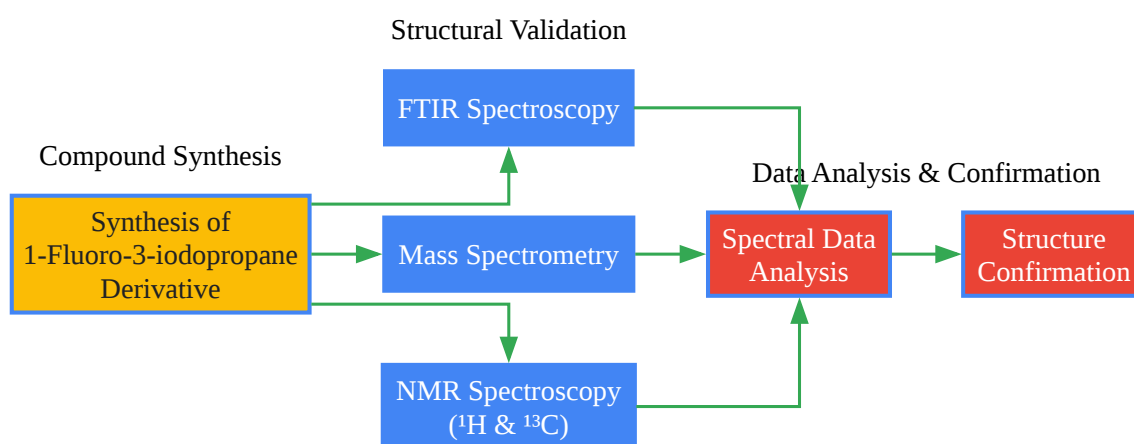 Structural Validation
FTIR Spectroscopy
Compound Synthesis
Data Analysis & Confirmation
Synthesis of
1-Fluoro-3-iodopropane
Derivative
Mass Spectrometry
Spectral Data
Analysis
Structure
Confirmation
NMR Spectroscopy
(¹H & ¹³C)